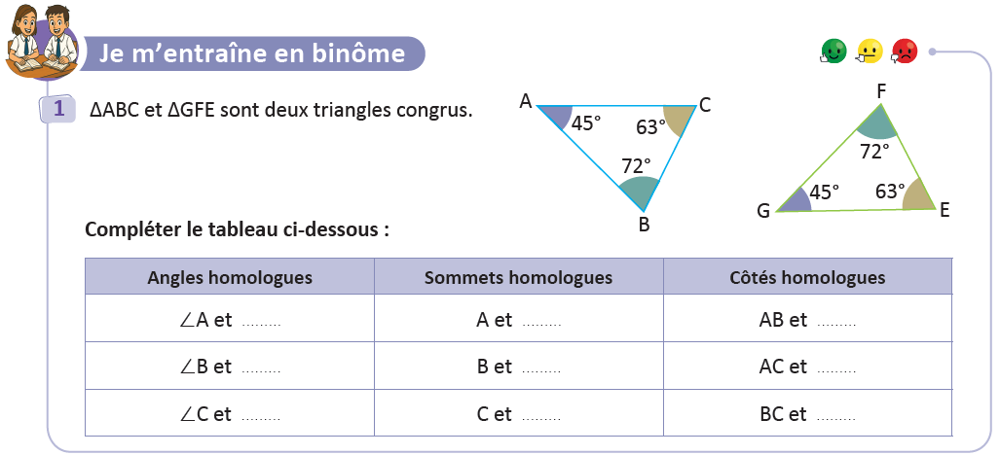 Je m’entraîne en binôme
1 ΔABC et ΔGFE sont deux triangles congrus.
A
C
45°
63°
72°
B
F
72°
45°
63°
G
E
Compléter le tableau ci-dessous :
Angles homologues Sommets homologues Côtés homologues
∠A et ......... A et ......... AB et .........
∠B et ......... B et ......... AC et .........
∠C et ......... C et ......... BC et .........